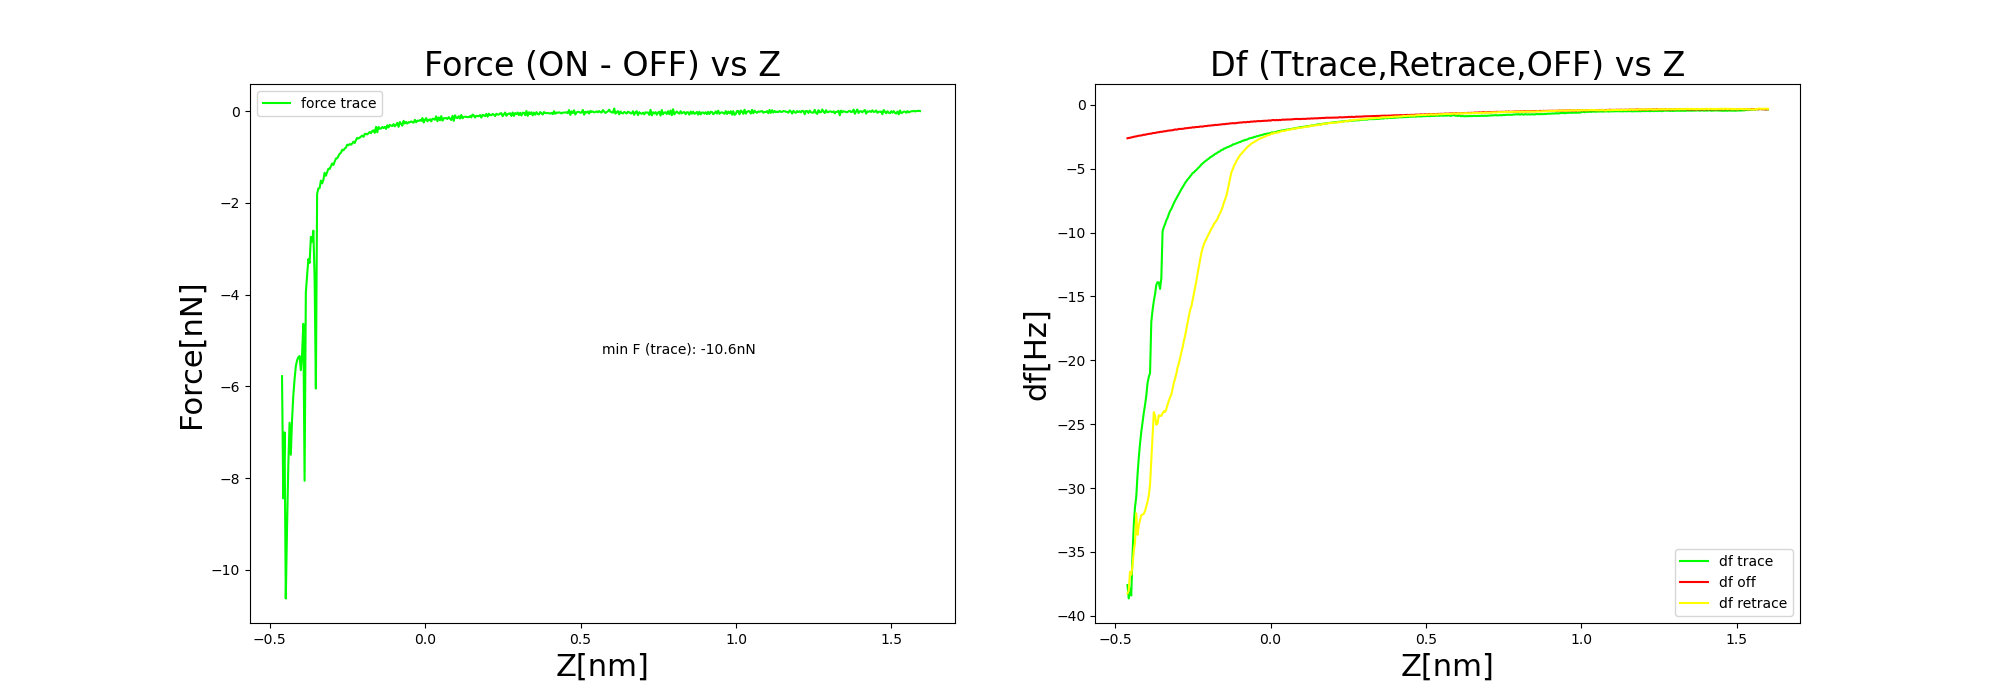 Force (ON - OFF) vs Z
force trace
0
−2
−4
−6
−8
−10
Force[nN]
min F (trace): -10.6nN
−0.5
0.0
0.5
1.0
1.5
Z[nm]
Df (Ttrace,Retrace,OFF) vs Z
0
−5
−10
−15
−20
−25
−30
−35
−40
df[Hz]
df trace
df off
df retrace
−0.5
0.0
0.5
1.0
1.5
Z[nm]